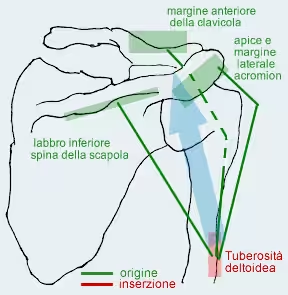 margine anteriore
della clavicola
apice e
margine
laterale
acromion
labbro inferiore
spina della scapola
Tuberosità
deltoidea
origine
inserzione